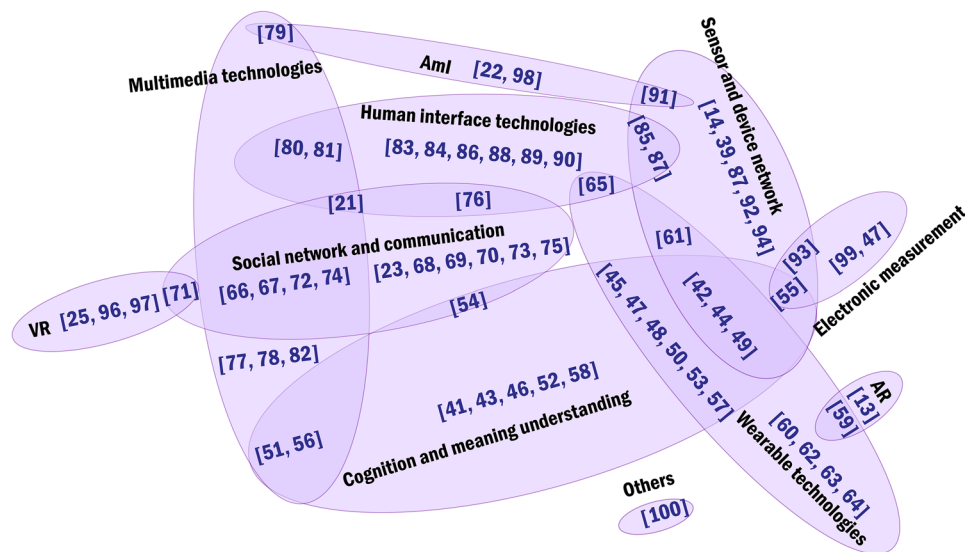 [79]
Multimedia technologies
AmI [22, 98]
[91]
Sensor and device network
[14, 39, 87, 92, 94]
Human interface technologies
[80, 81]
[83, 84, 86, 88, 89, 90]
[85, 87]
[65]
[21]
[76]
Social network and communication
[66, 67, 72, 74]
[23, 68, 69, 70, 73, 75]
[61]
[93]
[99, 47]
[55]
Electronic measurement
VR [25, 96, 97]
[71]
[54]
[42, 44, 49]
[45, 47, 48, 50, 53, 57]
[77, 78, 82]
[41, 43, 46, 52, 58]
[51, 56]
Cognition and meaning understanding
AR
[13]
[59]
[60, 62, 63, 64]
Wearable technologies
Others
[100]